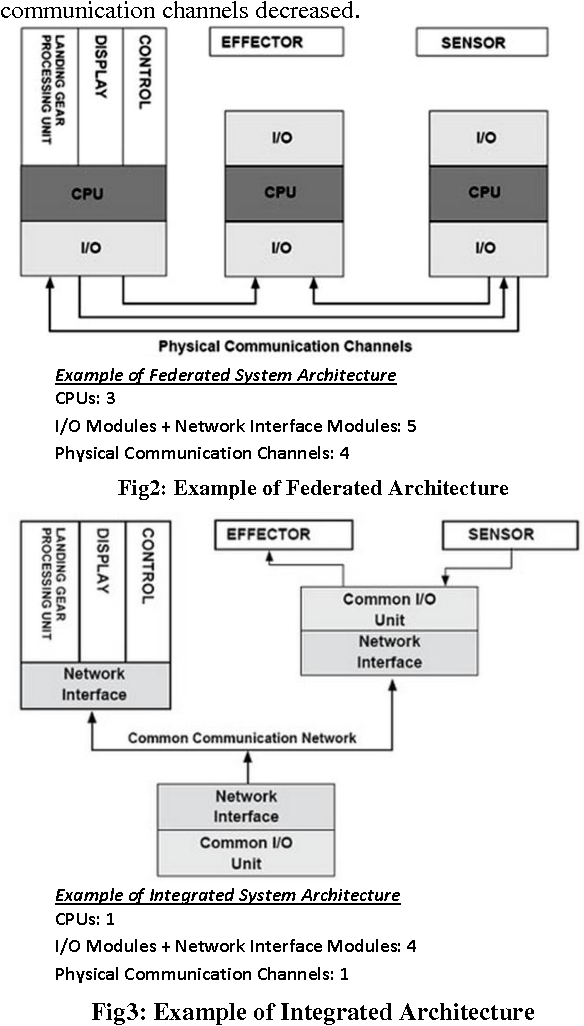 communication channels decreased.
LANDING GEAR
PROCESSING UNIT
DISPLAY
CONTROL
EFFECTOR
SENSOR
I/O
I/O
CPU
CPU
CPU
I/O
I/O
I/O
Physical Communication Channels
Example of Federated System Architecture
CPUs: 3
I/O Modules + Network Interface Modules: 5
Physical Communication Channels: 4
Fig2: Example of Federated Architecture
LANDING GEAR
PROCESSING UNIT
DISPLAY
CONTROL
EFFECTOR
SENSOR
Common I/O
Unit
Network
Interface
Network
Interface
Common Communication Network
Network
Interface
Common I/O
Unit
Example of Integrated System Architecture
CPUs: 1
I/O Modules + Network Interface Modules: 4
Physical Communication Channels: 1
Fig3: Example of Integrated Architecture